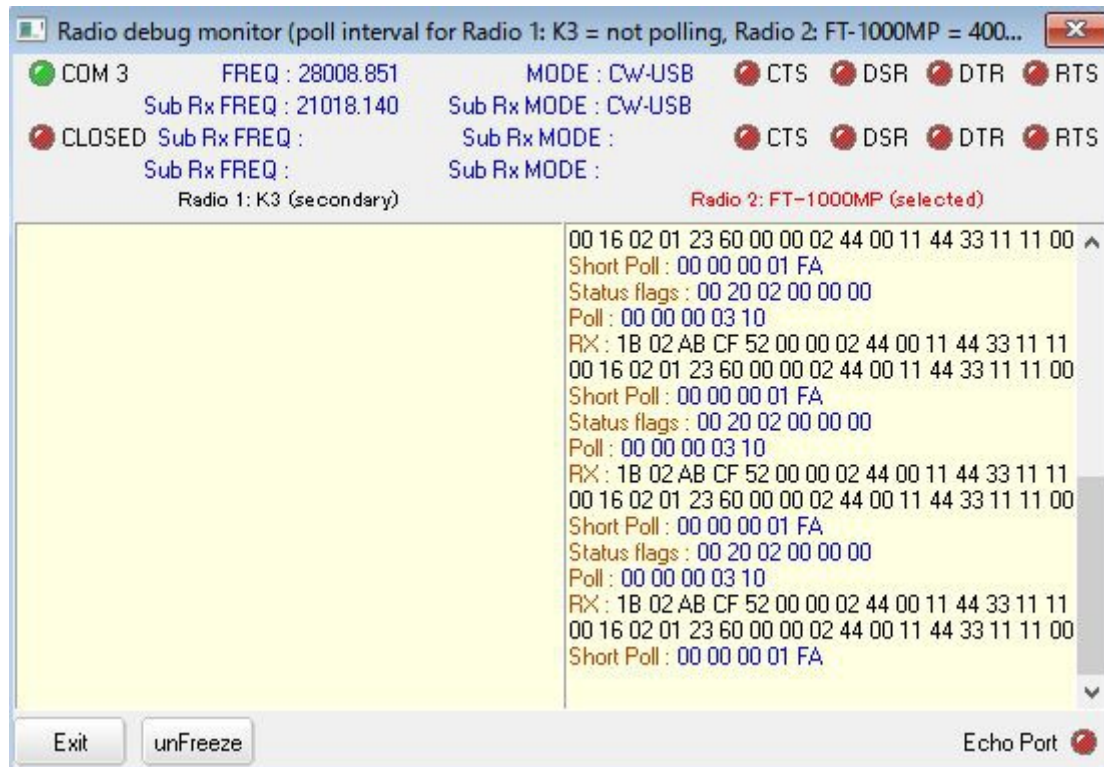 Radio debug monitor (poll interval for Radio 1: K3 = not polling, Radio 2: FT-1000MP = 400...
COM 3 FREQ : 28008.851 MODE : CW-USB CTS DSR DTR RTS
Sub Rx FREQ : 21018.140 Sub Rx MODE : CW-USB
CLOSED Sub Rx FREQ : Sub Rx MODE : CTS DSR DTR RTS
Sub Rx FREQ : Sub Rx MODE :
Radio 1: K3 (secondary) Radio 2: FT-1000MP (selected)
00 16 02 01 23 60 00 00 02 44 00 11 44 33 11 11 00
Short Poll : 00 00 00 01 FA
Status flags : 00 20 02 00 00 00
Poll : 00 00 00 03 10
RX : 1B 02 AB CF 52 00 00 02 44 00 11 44 33 11 11
00 16 02 01 23 60 00 00 02 44 00 11 44 33 11 11 00
Short Poll : 00 00 00 01 FA
Status flags : 00 20 02 00 00 00
Poll : 00 00 00 03 10
RX : 1B 02 AB CF 52 00 00 02 44 00 11 44 33 11 11
00 16 02 01 23 60 00 00 02 44 00 11 44 33 11 11 00
Short Poll : 00 00 00 01 FA
Status flags : 00 20 02 00 00 00
Poll : 00 00 00 03 10
RX : 1B 02 AB CF 52 00 00 02 44 00 11 44 33 11 11
00 16 02 01 23 60 00 00 02 44 00 11 44 33 11 11 00
Short Poll : 00 00 00 01 FA
Exit unFreeze Echo Port